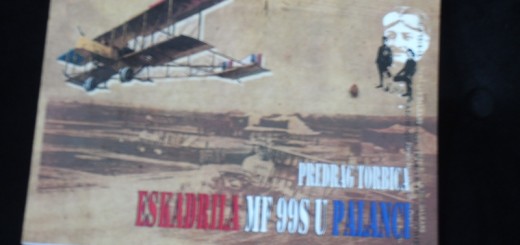 PREDRAG TORBICA
ESKADRILA MF 99S U PALANCI